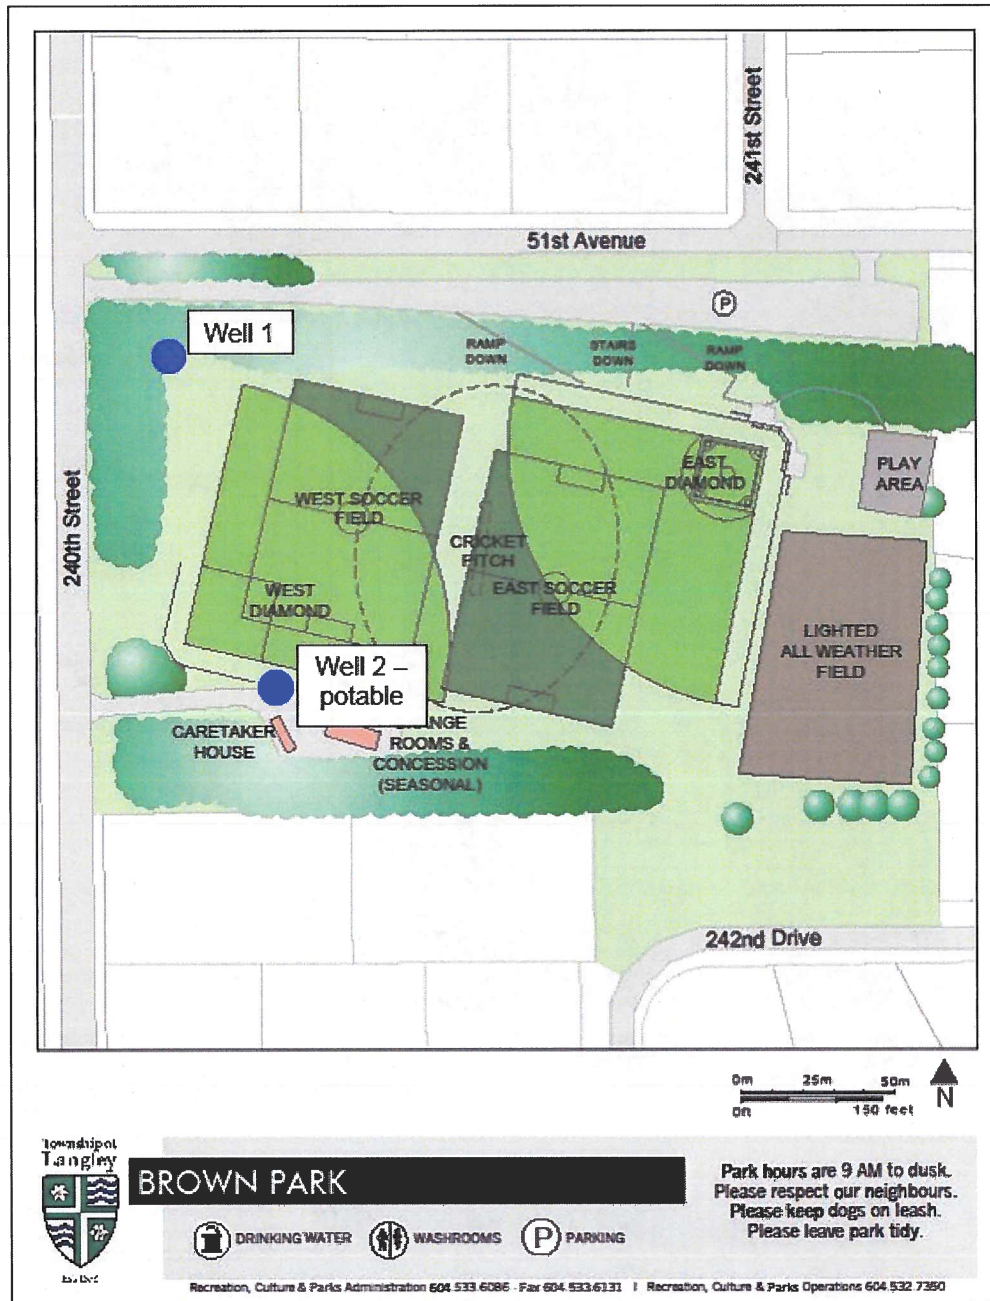 241st Street
51st Avenue
P
Well 1
RAMP
DOWN
STAIRS
DOWN
RAMP
DOWN
240th Street
EAST
DIAMOND
PLAY
AREA
WEST SOCCER
FIELD
CRICKET
PITCH
WEST
DIAMOND
EAST SOCCER
FIELD
LIGHTED
ALL WEATHER
FIELD
Well 2 –
potable
CARETAKER
HOUSE
ANGE
ROOMS &
CONCESSION
(SEASONAL)
242nd Drive
0m 25m 50m
0ft 150 feet
N
Township of
Langley
BROWN PARK
DRINKING WATER WASHROOMS P PARKING
Park hours are 9 AM to dusk.
Please respect our neighbours.
Please keep dogs on leash.
Please leave park tidy.
Recreation, Culture & Parks Administration 604.533.6086 - Fax 604.533.6131 | Recreation, Culture & Parks Operations 604.532.7350